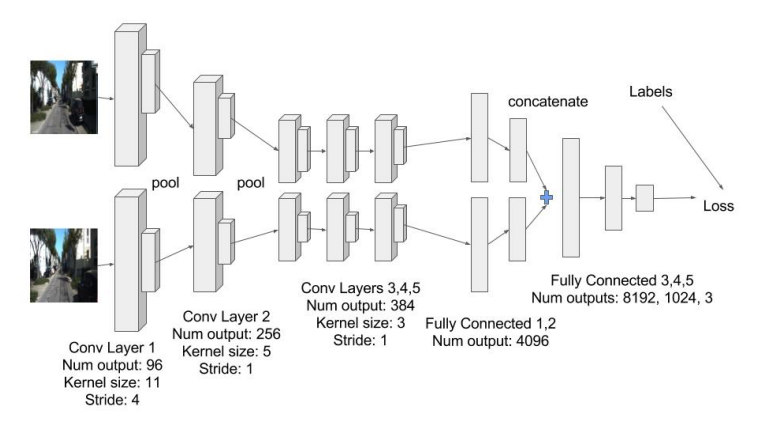 concatenate
Labels
pool
pool
Loss
Conv Layer 1
Num output: 96
Kernel size: 11
Stride: 4
Conv Layer 2
Num output: 256
Kernel size: 5
Stride: 1
Conv Layers 3,4,5
Num output: 384
Kernel size: 3
Stride: 1
Fully Connected 1,2
Num output: 4096
Fully Connected 3,4,5
Num outputs: 8192, 1024, 3